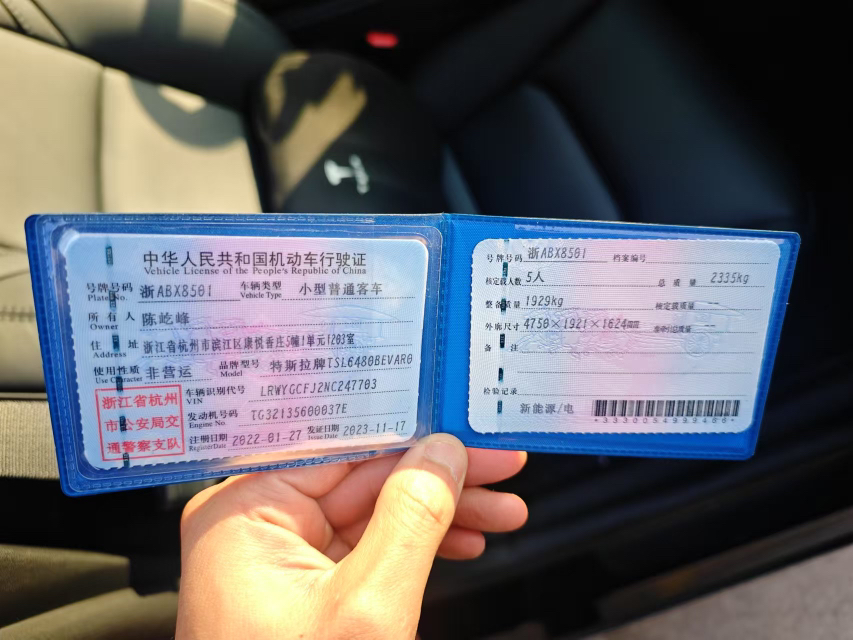 中华人民共和国机动车行驶证
Vehicle License of the People's Republic of China
号牌号码 浙ABX8501 车辆类型 小型普通客车
Plate No. Vehicle Type
所有人 陈屹峰
Owner
住址 浙江省杭州市滨江区康悦香庄5幢1单元1203室
Address
使用性质 非营运 品牌型号 特斯拉牌TSL6480BEVAR0
Use Character Model
车辆识别代号 LRWYGCFJ2NC247703
VIN
发动机号码 TG32135600037E
Engine No.
注册日期 2022-01-27 发证日期 2023-11-17
Register Date Issue Date
浙江省杭州
市公安局交
通警察支队
号牌号码 浙ABX8501 档案编号
核定载人数 5人 总质量 2335kg
整备质量 1929kg 核定载质量 --
外廓尺寸 4750×1921×1624mm 准牵引总质量 --
备注
检验记录
新能源/电